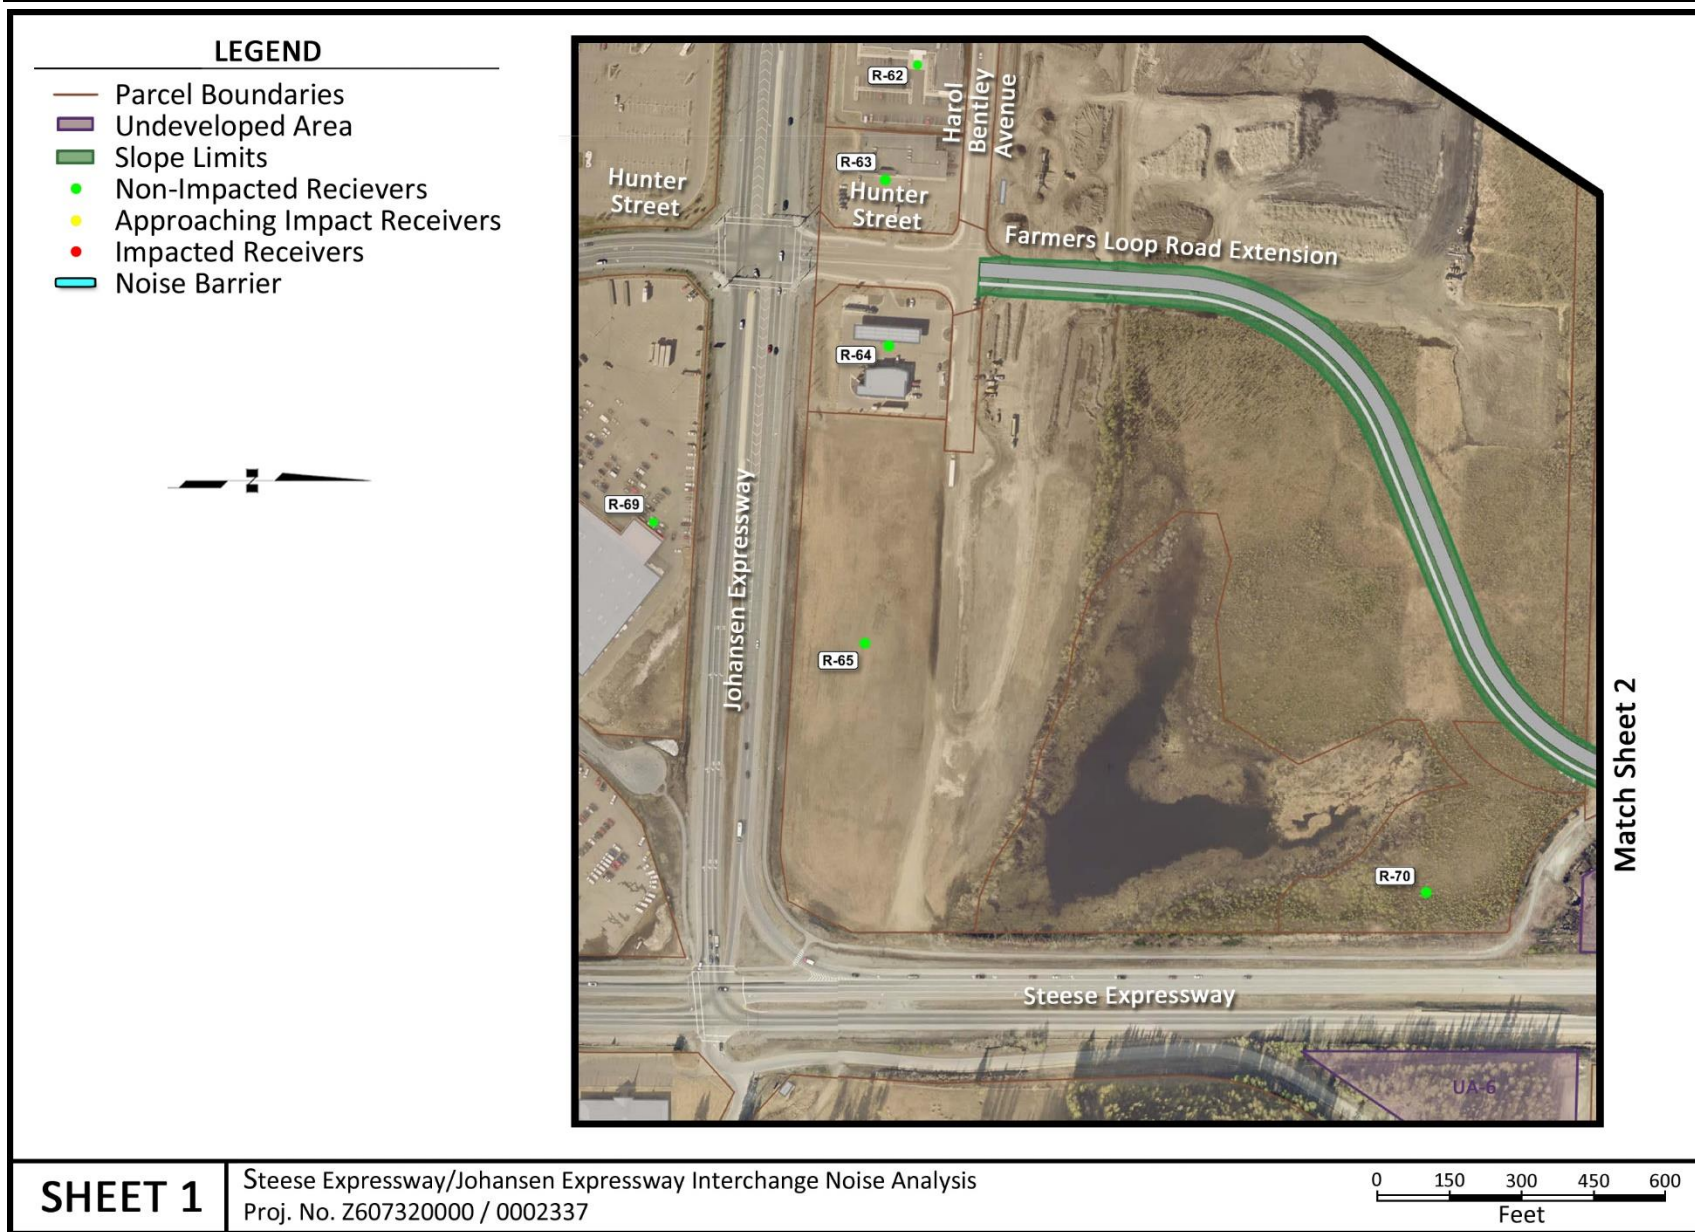 LEGEND
Parcel Boundaries
Undeveloped Area
Slope Limits
Non-Impacted Recievers
Approaching Impact Receivers
Impacted Receivers
Noise Barrier
N
R-62
Harol
Bentley
Avenue
R-63
Hunter
Street
Hunter
Street
Farmers Loop Road Extension
R-64
R-69
Johansen Expressway
R-65
Match Sheet 2
R-70
Steese Expressway
UA-6
SHEET 1
Steese Expressway/Johansen Expressway Interchange Noise Analysis
Proj. No. Z607320000 / 0002337
0 150 300 450 600
Feet